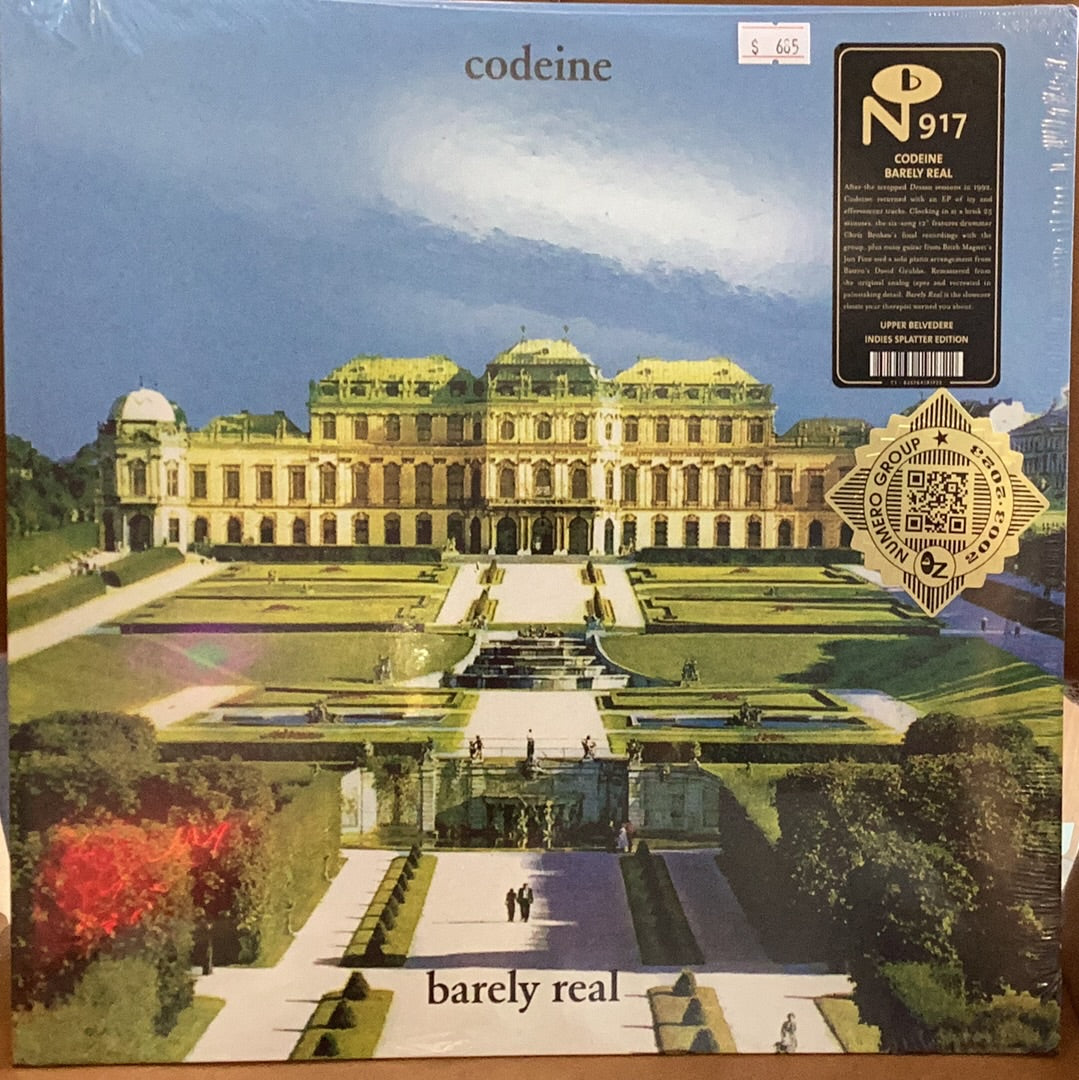 codeine
$ 685
b
N 917
CODEINE
BARELY REAL
After the scrapped Dessau sessions in 1992,
Codeine returned with an EP of icy and
effervescent tracks. Clocking in at a brisk 25
minutes, the six-song 12" features drummer
Chris Brokaw's final recordings with the
group, plus noisy guitar from Bitch Magnet's
Jon Fine and a solo piano arrangement from
Bastro's David Grubbs. Remastered from
the original analog tapes and recreated in
painstaking detail, Barely Real is the slowcore
classic your therapist warned you about.
UPPER BELVEDERE
INDIES SPLATTER EDITION
NUMERO GROUP
2003-2023
barely real